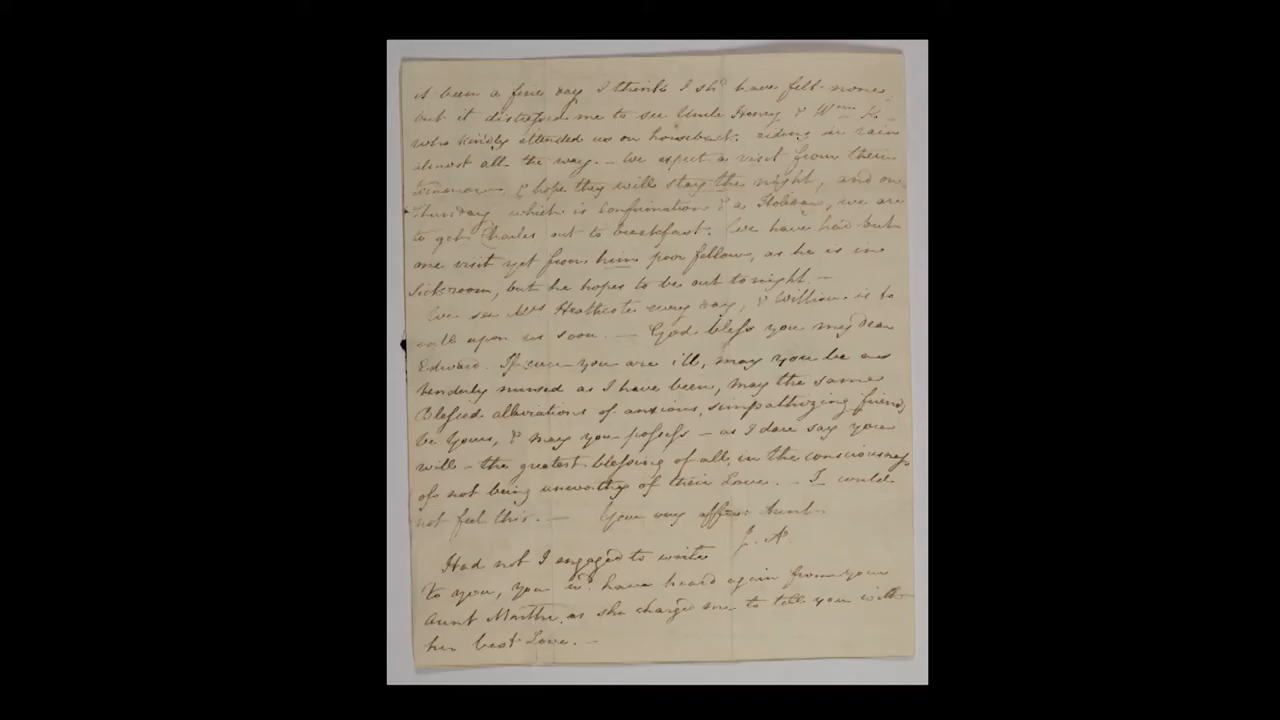 it been a fine day I think I shd have felt none,
but it distressed me to see Uncle Henry & Wm K-
who kindly attended us on horseback, riding in rain
almost all the way. - We expect a visit from them
tomorrow, & hope they will stay the night, and on
Thursday, which is Confirmation & a Holiday, we are
to get Charles out to breakfast. We have had but
one visit yet from him poor fellow, as he is in
Sickroom, but he hopes to be out tonight. -
We see Mrs Heathcote every day, & William is to
call upon us soon. - God bless you my dear
Edward. If ever you are ill, may you be as
tenderly nursed as I have been, may the same
Blessed alleviations of anxious, simpathizing friends
be Yours, & may you possess - as I dare say you
will - the greatest blessing of all, in the consciousness
of not being unworthy of their Love. - I could
not feel this. - Your very affec: Aunt
J. A.
Had not I engaged to write
to you, you wd have heard again from your
Aunt Martha, as she charged me to tell you with
her best Love. -